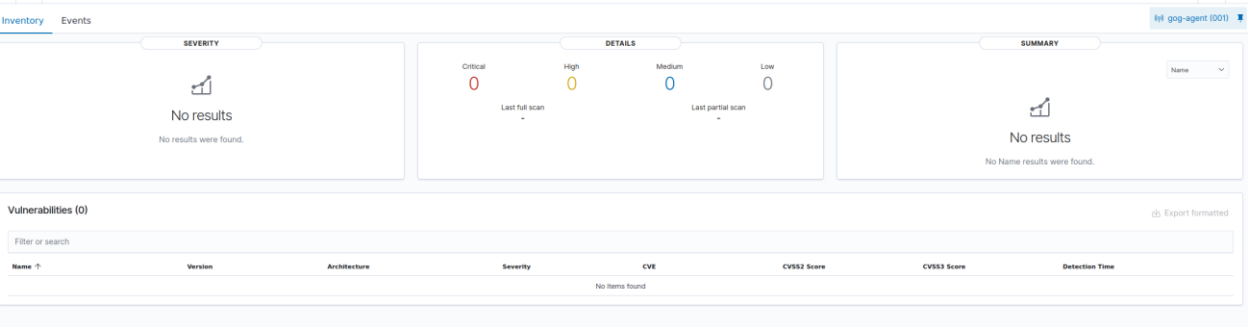 Inventory Events
gog-agent (001)
SEVERITY
No results
No results were found.
DETAILS
Critical High Medium Low
0 0 0 0
Last full scan Last partial scan
- -
SUMMARY
Name
No results
No Name results were found.
Vulnerabilities (0)
Export formatted
Filter or search
Name Version Architecture Severity CVE CVSS2 Score CVSS3 Score Detection Time
No items found